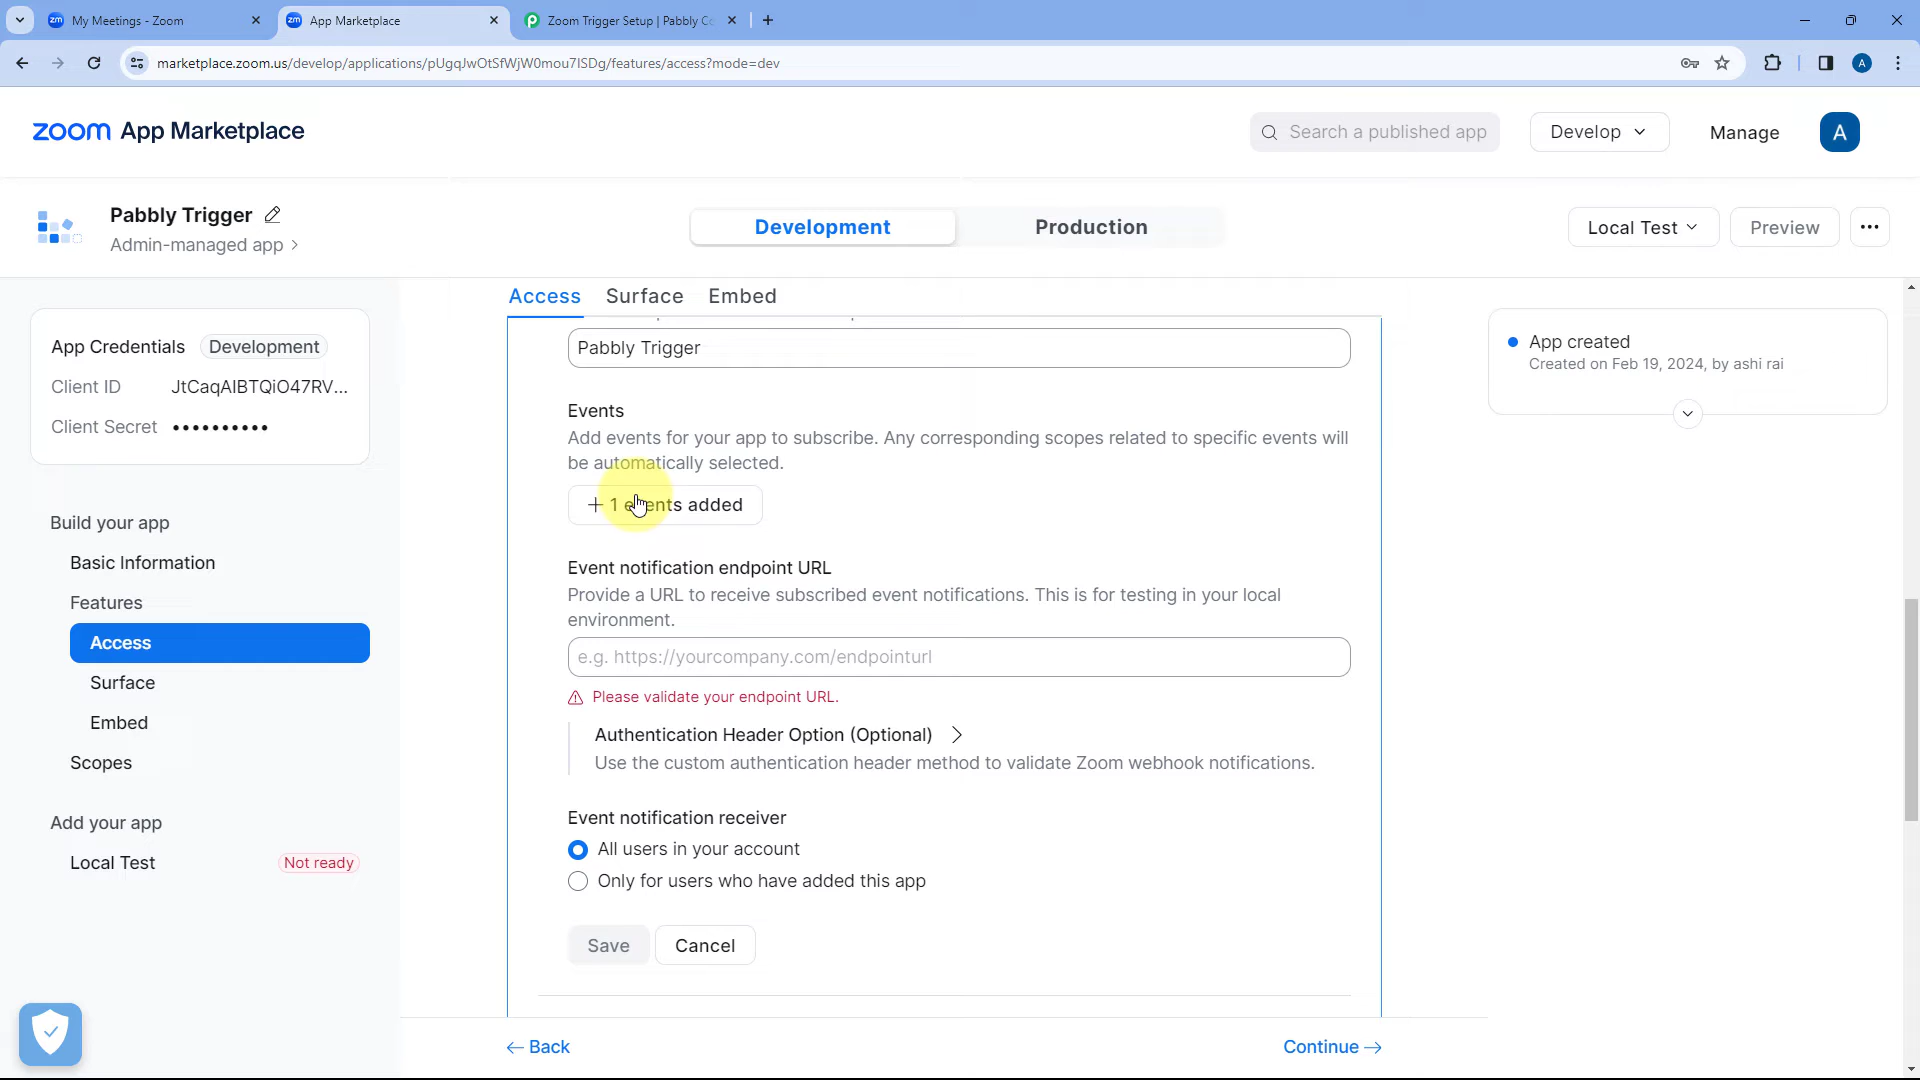 My Meetings - Zoom
App Marketplace
Zoom Trigger Setup | Pabbly C
marketplace.zoom.us/develop/applications/pUgqJwOtSfWjW0mou7ISDg/features/access?mode=dev
A
zoom App Marketplace
Search a published app
Develop
Manage
A
Pabbly Trigger
Admin-managed app >
Development
Production
Local Test
Preview
Access Surface Embed
App Credentials Development
Client ID JtCaqAIBTQiO47RV...
Client Secret ••••••••••
Build your app
Basic Information
Features
Access
Surface
Embed
Scopes
Add your app
Local Test Not ready
Pabbly Trigger
Events
Add events for your app to subscribe. Any corresponding scopes related to specific events will
be automatically selected.
+ 1 events added
Event notification endpoint URL
Provide a URL to receive subscribed event notifications. This is for testing in your local
environment.
e.g. https://yourcompany.com/endpointurl
Please validate your endpoint URL.
Authentication Header Option (Optional)
Use the custom authentication header method to validate Zoom webhook notifications.
Event notification receiver
All users in your account
Only for users who have added this app
Save
Cancel
← Back
Continue →
App created
Created on Feb 19, 2024, by ashi rai